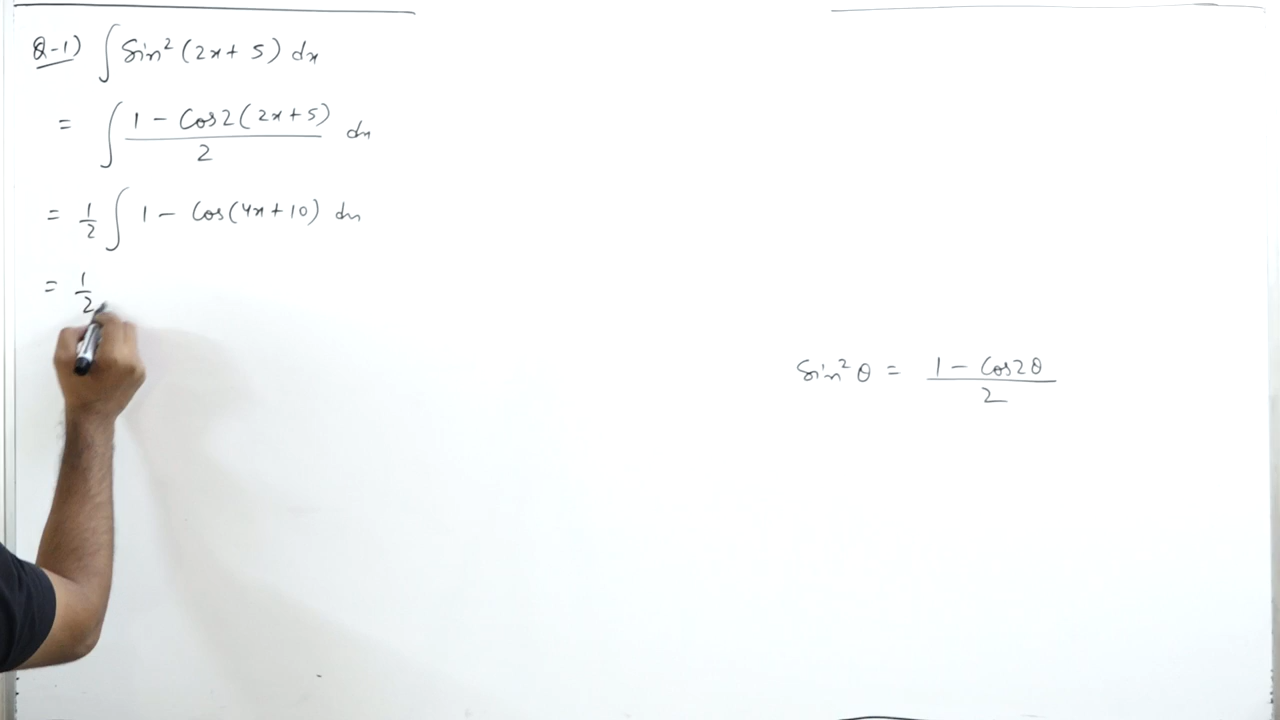 Q-1) ∫ Sin² (2x + 5) dx
= ∫ (1 - Cos2(2x+5))/2 dx
= 1/2 ∫ 1 - Cos(4x+10) dx
= 1/2
Sin²θ = (1 - Cos2θ)/2